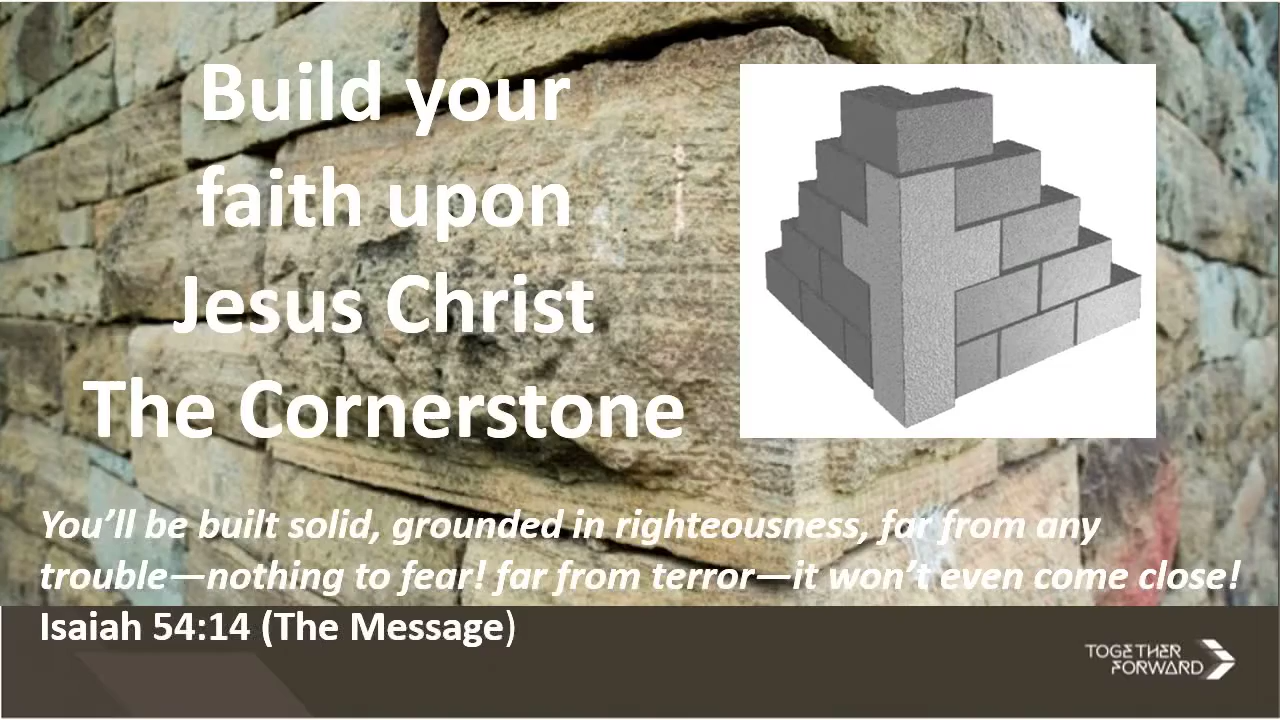 Build your
faith upon
Jesus Christ
The Cornerstone
You’ll be built solid, grounded in righteousness, far from any
trouble—nothing to fear! far from terror—it won’t even come close!
Isaiah 54:14 (The Message)
TOGETHER
FORWARD